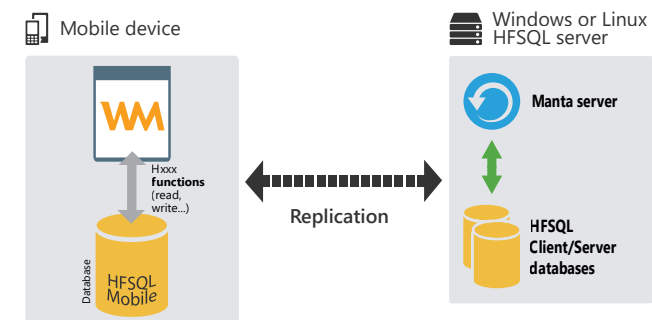 Mobile device
WM
Hxxx
functions
(read,
write...)
Database
HFSQL
Mobile
Replication
Windows or Linux
HFSQL server
Manta server
HFSQL
Client/Server
databases